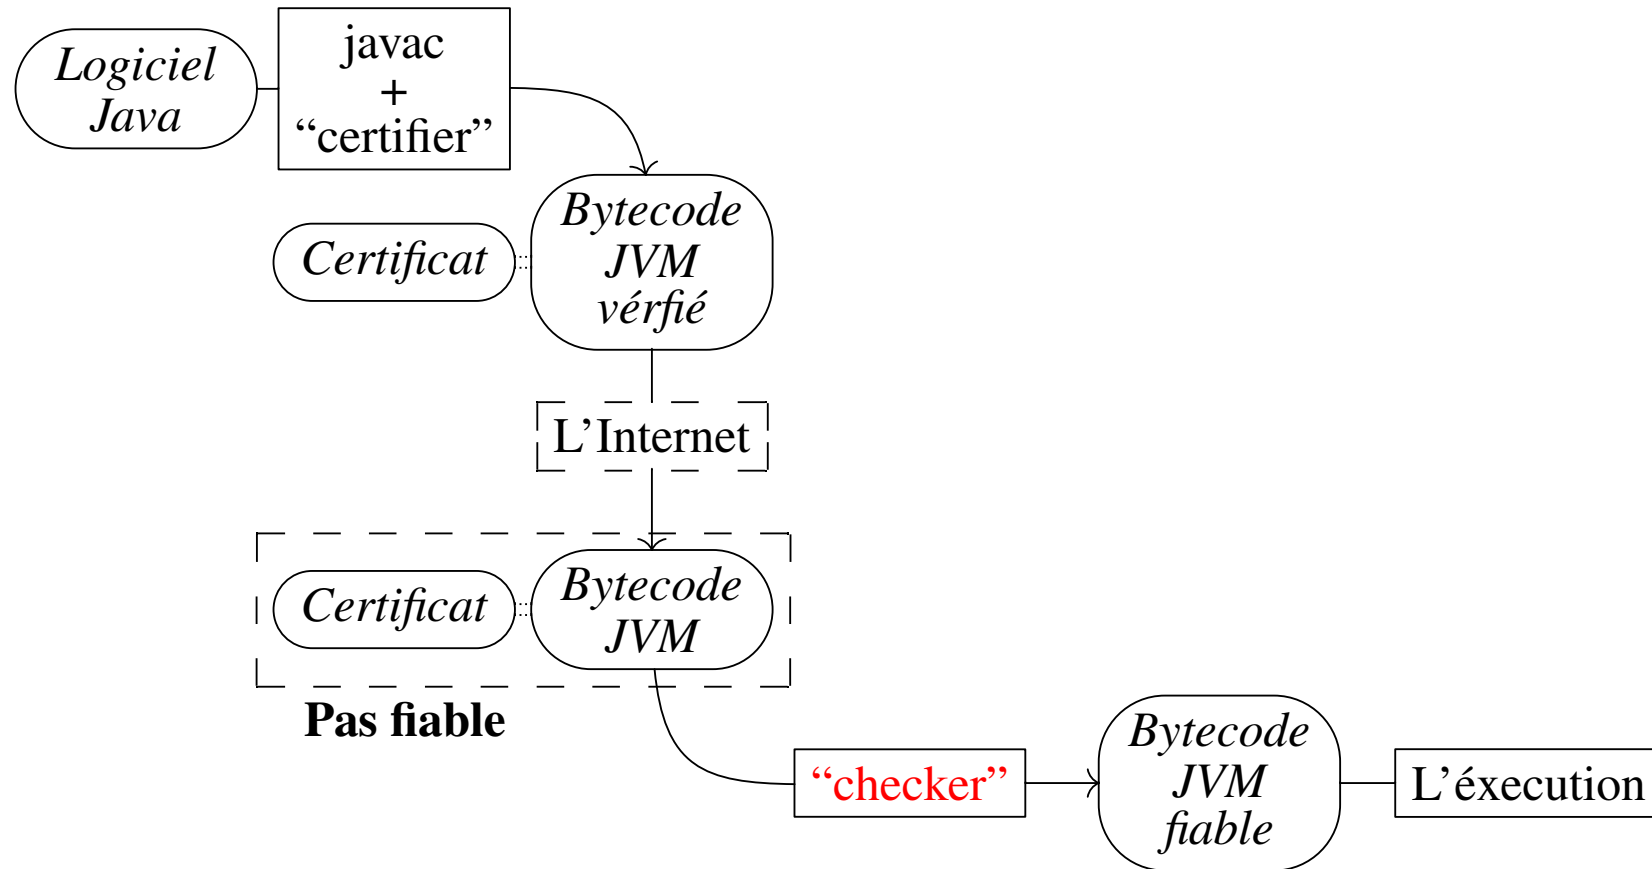 Logiciel
Java
javac
+
“certifier”
Certificat
Bytecode
JVM
vérfié
L’Internet
Certificat
Bytecode
JVM
Pas fiable
“checker”
Bytecode
JVM
fiable
L’éxecution